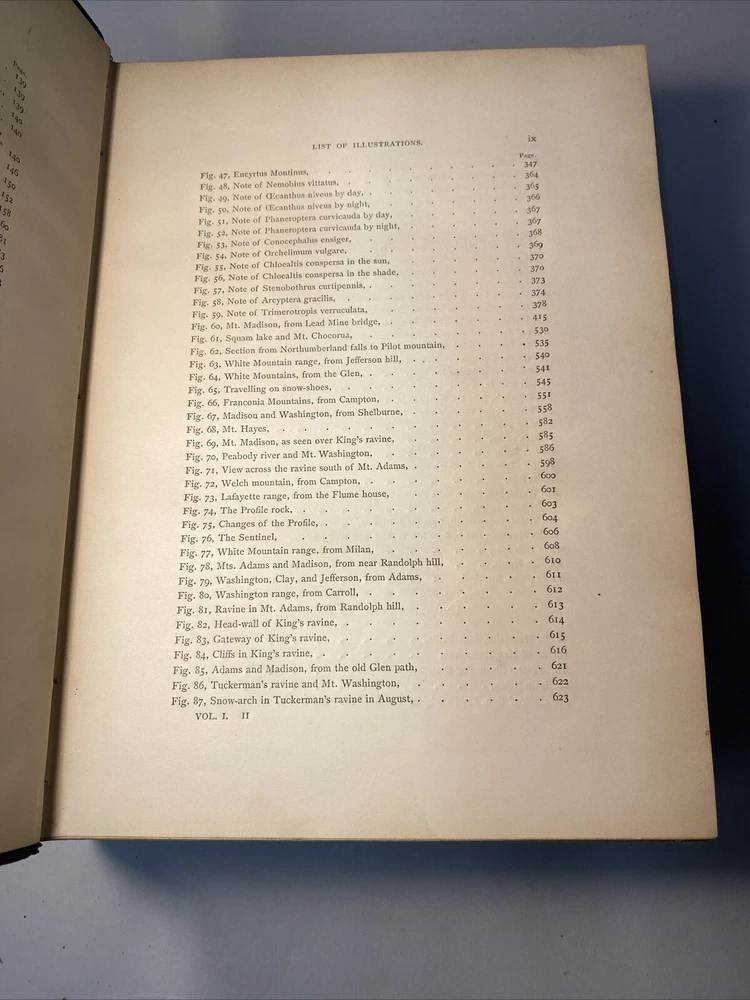 Page.
139
139
139
140
140
140
146
150
152
158
LIST OF ILLUSTRATIONS. ix
Page.
Fig. 47, Encyrtus Montinus, . . . . . . . . 347
Fig. 48, Note of Nemobius vittatus, . . . . . . . 364
Fig. 49, Note of Œcanthus niveus by day, . . . . . . 365
Fig. 50, Note of Œcanthus niveus by night, . . . . . . 366
Fig. 51, Note of Phaneroptera curvicauda by day, . . . . . 367
Fig. 52, Note of Phaneroptera curvicauda by night, . . . . . 367
Fig. 53, Note of Conocephalus ensiger, . . . . . . 368
Fig. 54, Note of Orchelimum vulgare, . . . . . . . 369
Fig. 55, Note of Chloealtis conspersa in the sun, . . . . . 370
Fig. 56, Note of Chloealtis conspersa in the shade, . . . . . 370
Fig. 57, Note of Stenobothrus curtipennis, . . . . . . 373
Fig. 58, Note of Arcyptera gracilis, . . . . . . . 374
Fig. 59, Note of Trimerotropis verruculata, . . . . . . 378
Fig. 60, Mt. Madison, from Lead Mine bridge, . . . . . . 415
Fig. 61, Squam lake and Mt. Chocorua, . . . . . . 530
Fig. 62, Section from Northumberland falls to Pilot mountain, . . . . 535
Fig. 63, White Mountain range, from Jefferson hill, . . . . . . 540
Fig. 64, White Mountains, from the Glen, . . . . . . 541
Fig. 65, Travelling on snow-shoes, . . . . . . . 545
Fig. 66, Franconia Mountains, from Campton, . . . . . . 551
Fig. 67, Madison and Washington, from Shelburne, . . . . . 558
Fig. 68, Mt. Hayes, . . . . . . . . . 582
Fig. 69, Mt. Madison, as seen over King's ravine, . . . . . 585
Fig. 70, Peabody river and Mt. Washington, . . . . . . 586
Fig. 71, View across the ravine south of Mt. Adams, . . . . . 598
Fig. 72, Welch mountain, from Campton, . . . . . . 600
Fig. 73, Lafayette range, from the Flume house, . . . . . 601
Fig. 74, The Profile rock, . . . . . . . . 603
Fig. 75, Changes of the Profile, . . . . . . . 604
Fig. 76, The Sentinel, . . . . . . . . 606
Fig. 77, White Mountain range, from Milan, . . . . . . 608
Fig. 78, Mts. Adams and Madison, from near Randolph hill, . . . . 610
Fig. 79, Washington, Clay, and Jefferson, from Adams, . . . . . 611
Fig. 80, Washington range, from Carroll, . . . . . . 612
Fig. 81, Ravine in Mt. Adams, from Randolph hill, . . . . . 613
Fig. 82, Head-wall of King's ravine, . . . . . . . 614
Fig. 83, Gateway of King's ravine, . . . . . . . 615
Fig. 84, Cliffs in King's ravine, . . . . . . . 616
Fig. 85, Adams and Madison, from the old Glen path, . . . . 621
Fig. 86, Tuckerman's ravine and Mt. Washington, . . . . . 622
Fig. 87, Snow-arch in Tuckerman's ravine in August, . . . . . 623
VOL. I. II